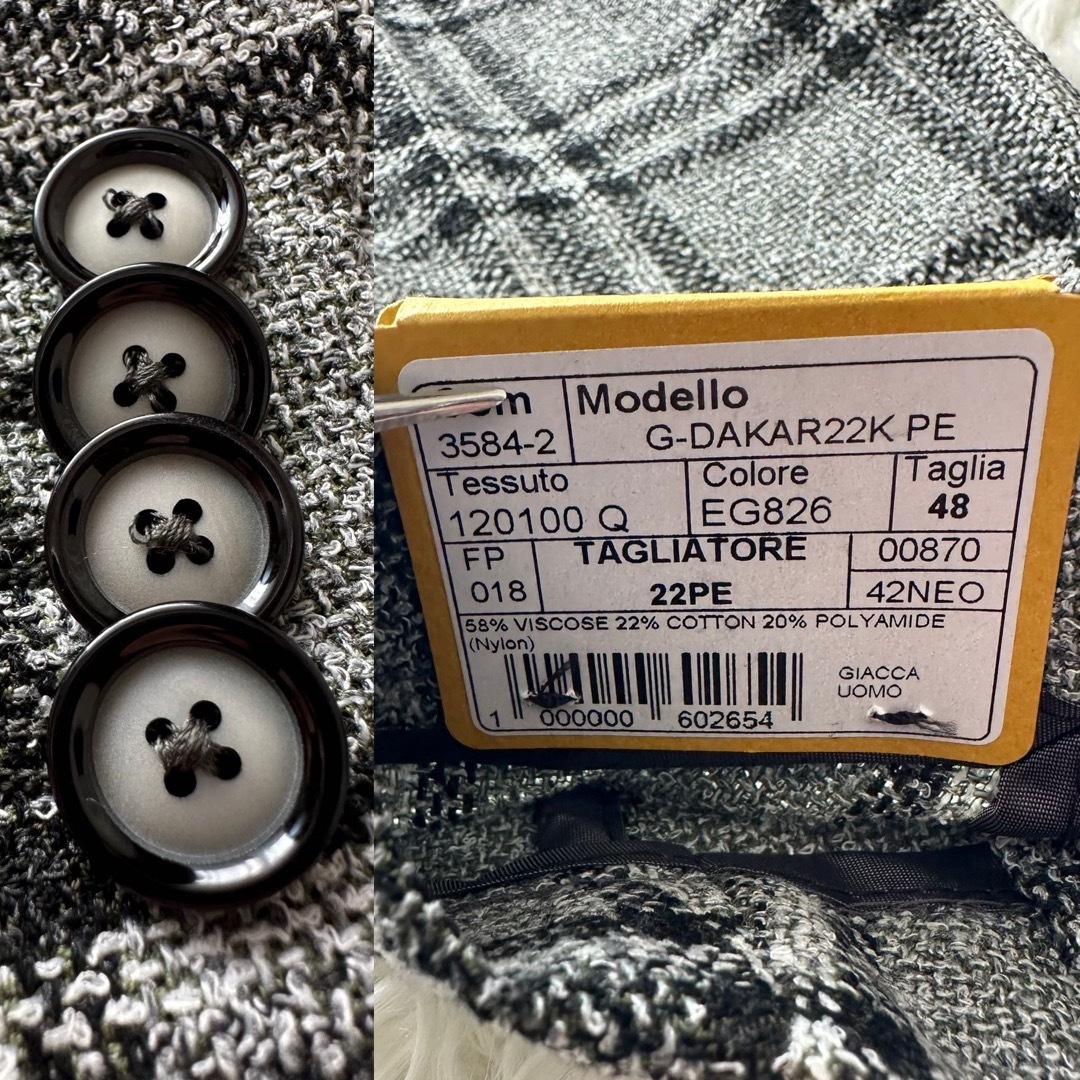 Modello
3584-2 G-DAKAR22K PE
Tessuto Colore Taglia
120100 Q EG826 48
FP TAGLIATORE 00870
018 22PE 42NEO
58% VISCOSE 22% COTTON 20% POLYAMIDE
(Nylon)
GIACCA
UOMO
1 000000 602654